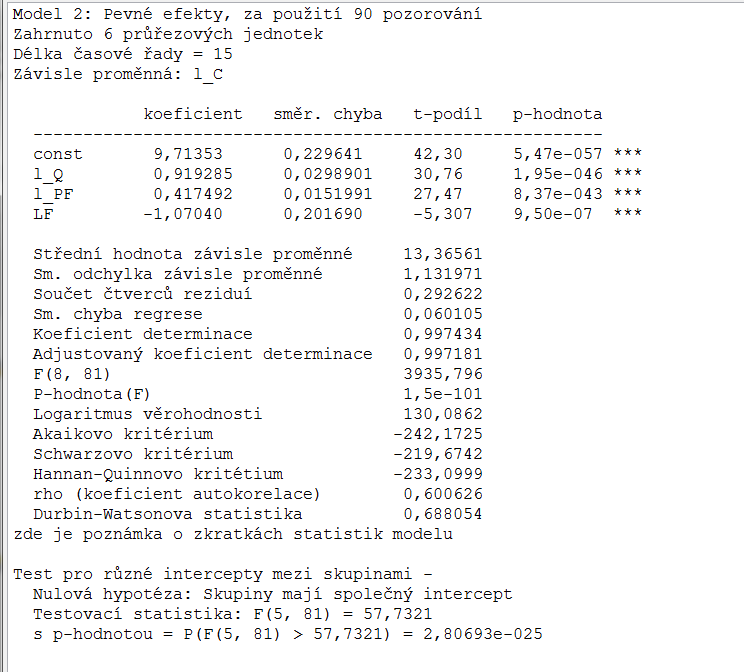 Model 2: Pevné efekty, za použití 90 pozorování
Zahrnuto 6 průřezových jednotek
Délka časové řady = 15
Závisle proměnná: l_C
koeficient směr. chyba t-podíl p-hodnota
---------------------------------------------------------
const 9,71353 0,229641 42,30 5,47e-057 ***
l_Q 0,919285 0,0298901 30,76 1,95e-046 ***
l_PF 0,417492 0,0151991 27,47 8,37e-043 ***
LF -1,07040 0,201690 -5,307 9,50e-07 ***
Střední hodnota závisle proměnné 13,36561
Sm. odchylka závisle proměnné 1,131971
Součet čtverců reziduí 0,292622
Sm. chyba regrese 0,060105
Koeficient determinace 0,997434
Adjustovaný koeficient determinace 0,997181
F(8, 81) 3935,796
P-hodnota(F) 1,5e-101
Logaritmus věrohodnosti 130,0862
Akaikovo kritérium -242,1725
Schwarzovo kritérium -219,6742
Hannan-Quinnovo kritétium -233,0999
rho (koeficient autokorelace) 0,600626
Durbin-Watsonova statistika 0,688054
zde je poznámka o zkratkách statistik modelu
Test pro různé intercepty mezi skupinami -
Nulová hypotéza: Skupiny mají společný intercept
Testovací statistika: F(5, 81) = 57,7321
s p-hodnotou = P(F(5, 81) > 57,7321) = 2,80693e-025